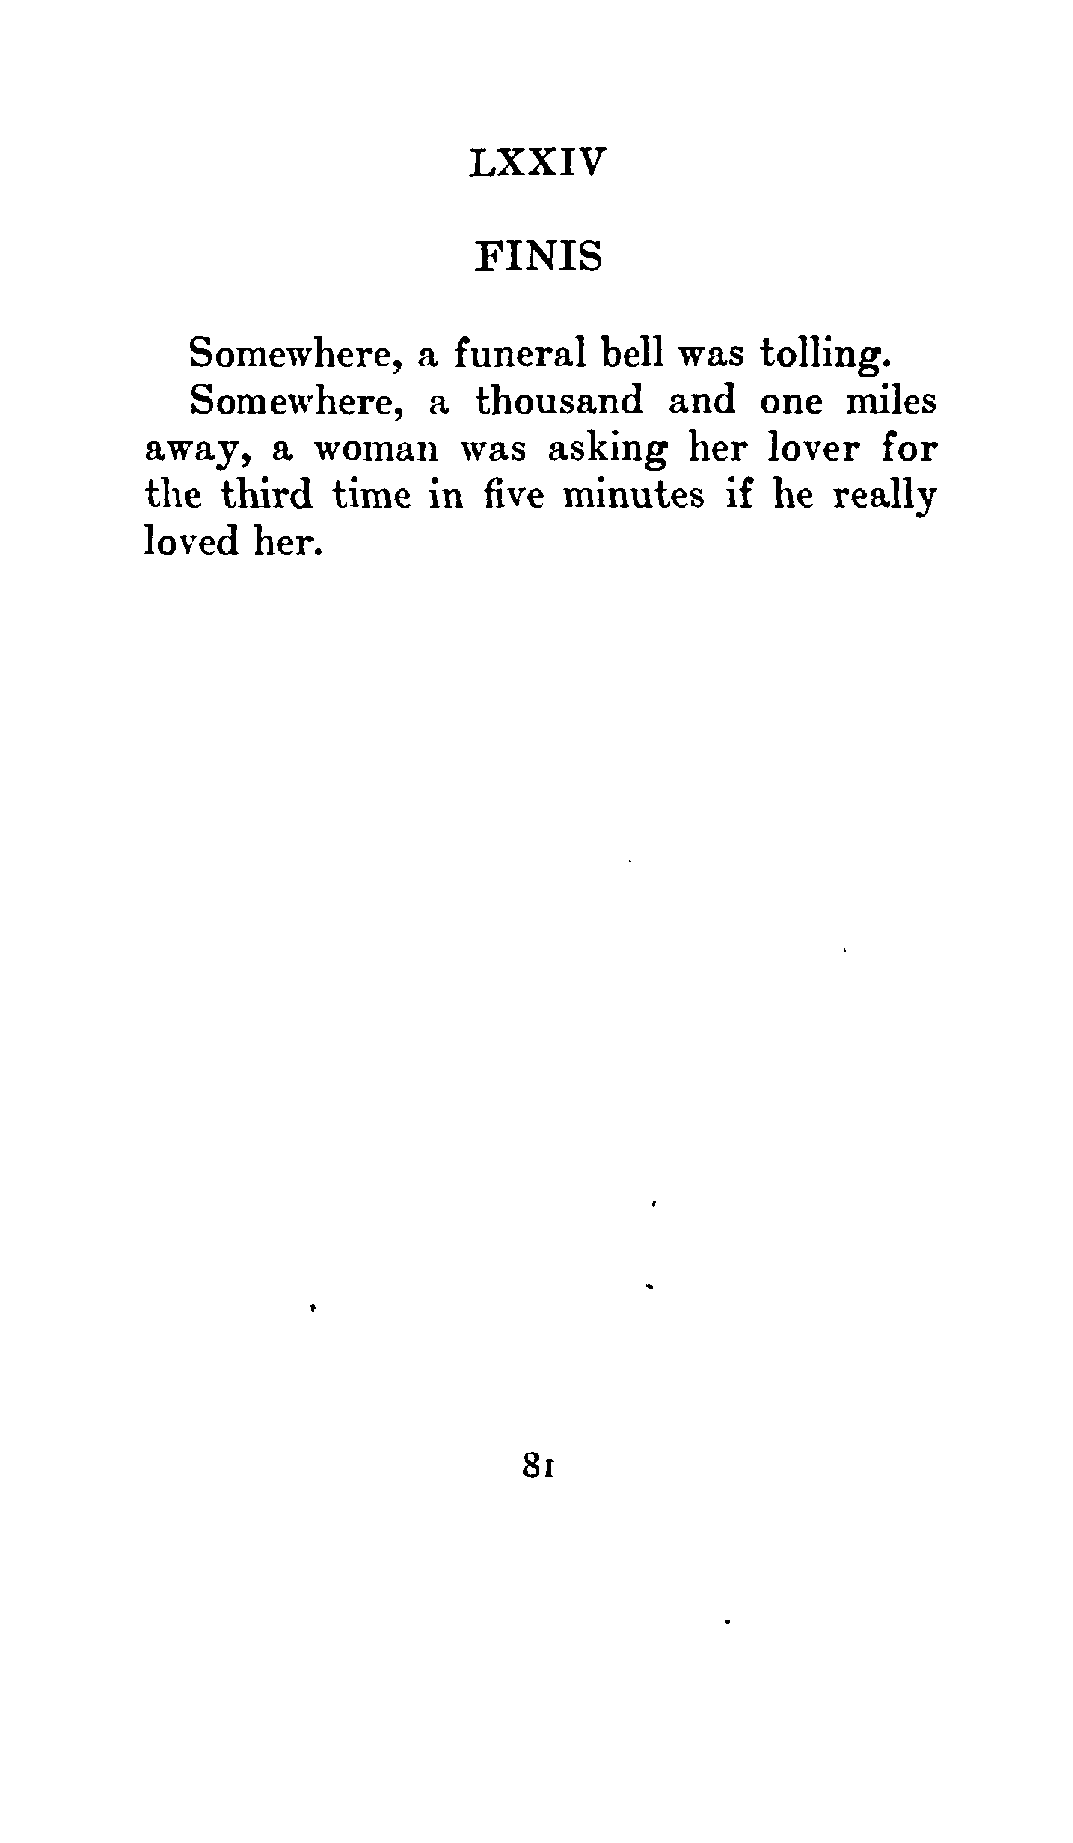 LXXIV
FINIS
Somewhere, a funeral bell was tolling.
Somewhere, a thousand and one miles
away, a woman was asking her lover for
the third time in five minutes if he really
loved her.
81